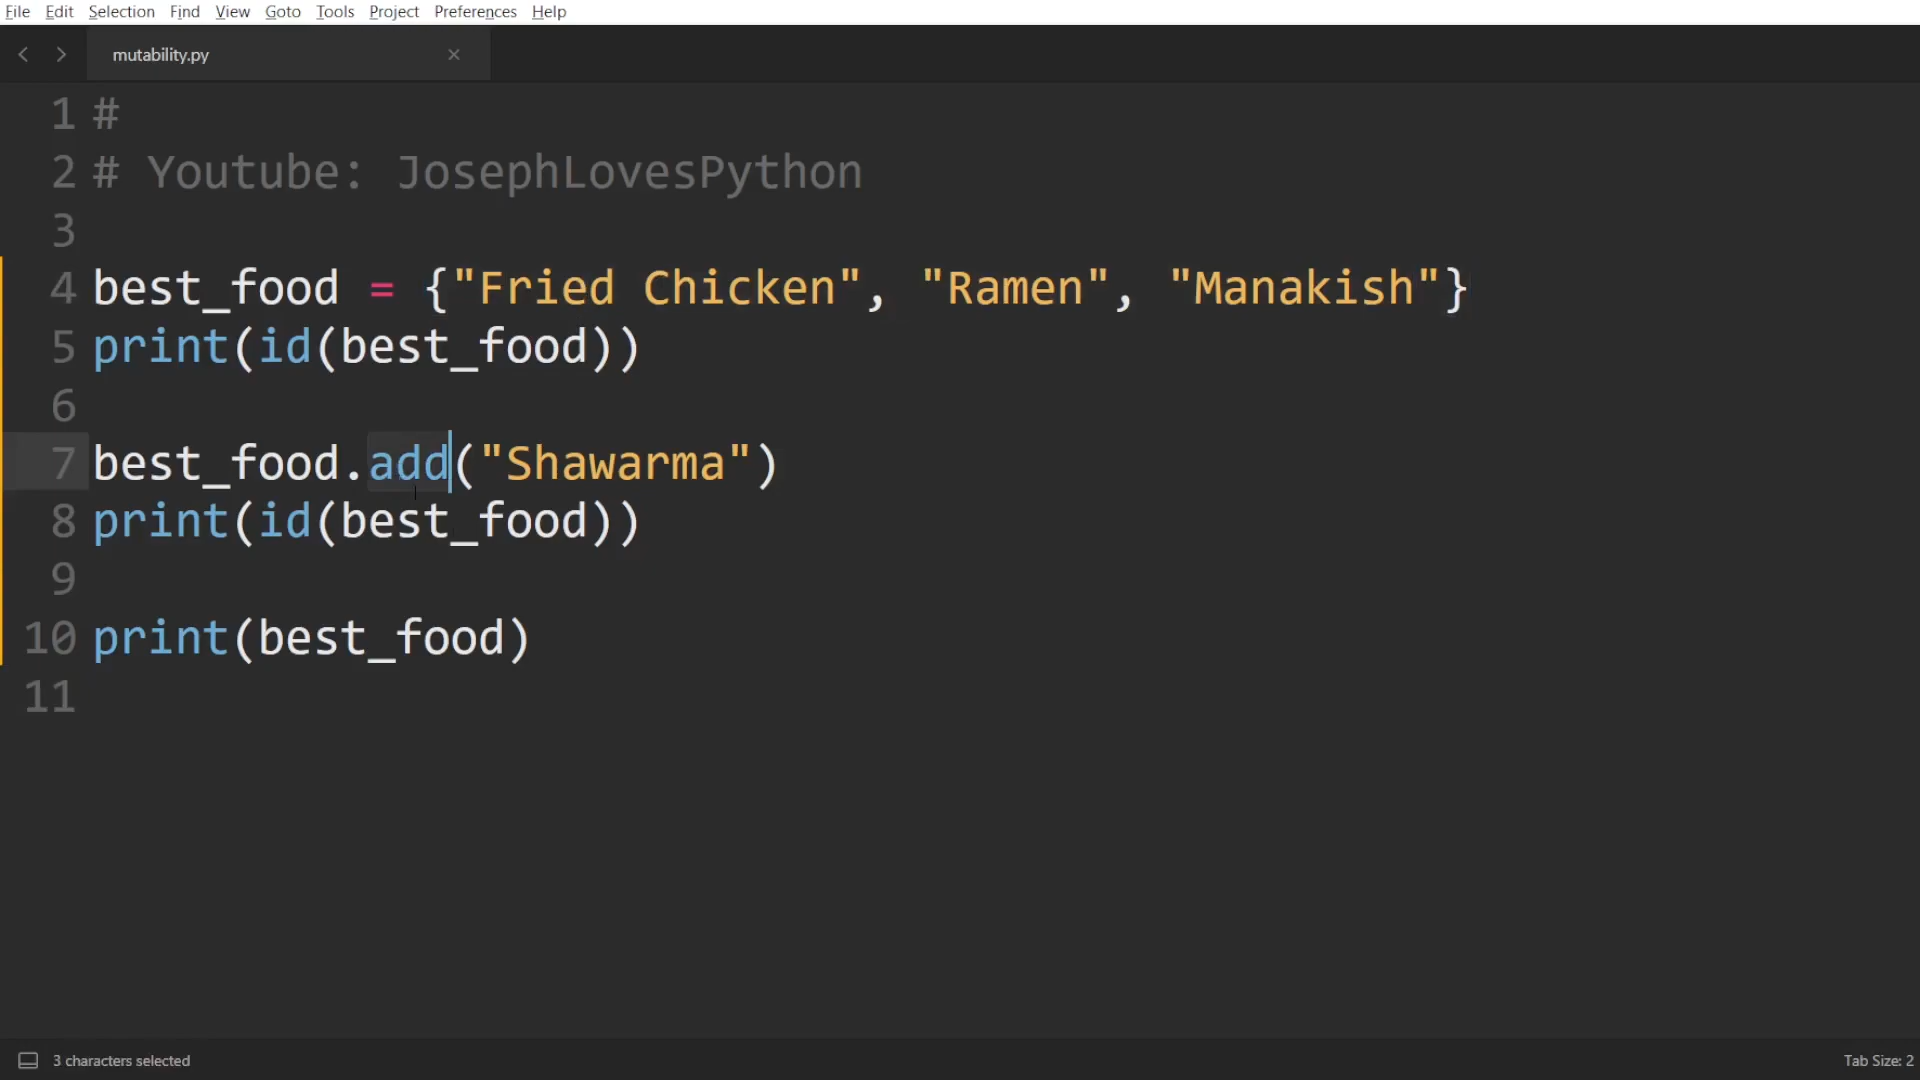 File Edit Selection Find View Goto Tools Project Preferences Help
mutability.py
1 #
2 # Youtube: JosephLovesPython
3
4 best_food = {"Fried Chicken", "Ramen", "Manakish"}
5 print(id(best_food))
6
7 best_food.add("Shawarma")
8 print(id(best_food))
9
10 print(best_food)
11
3 characters selected Tab Size: 2